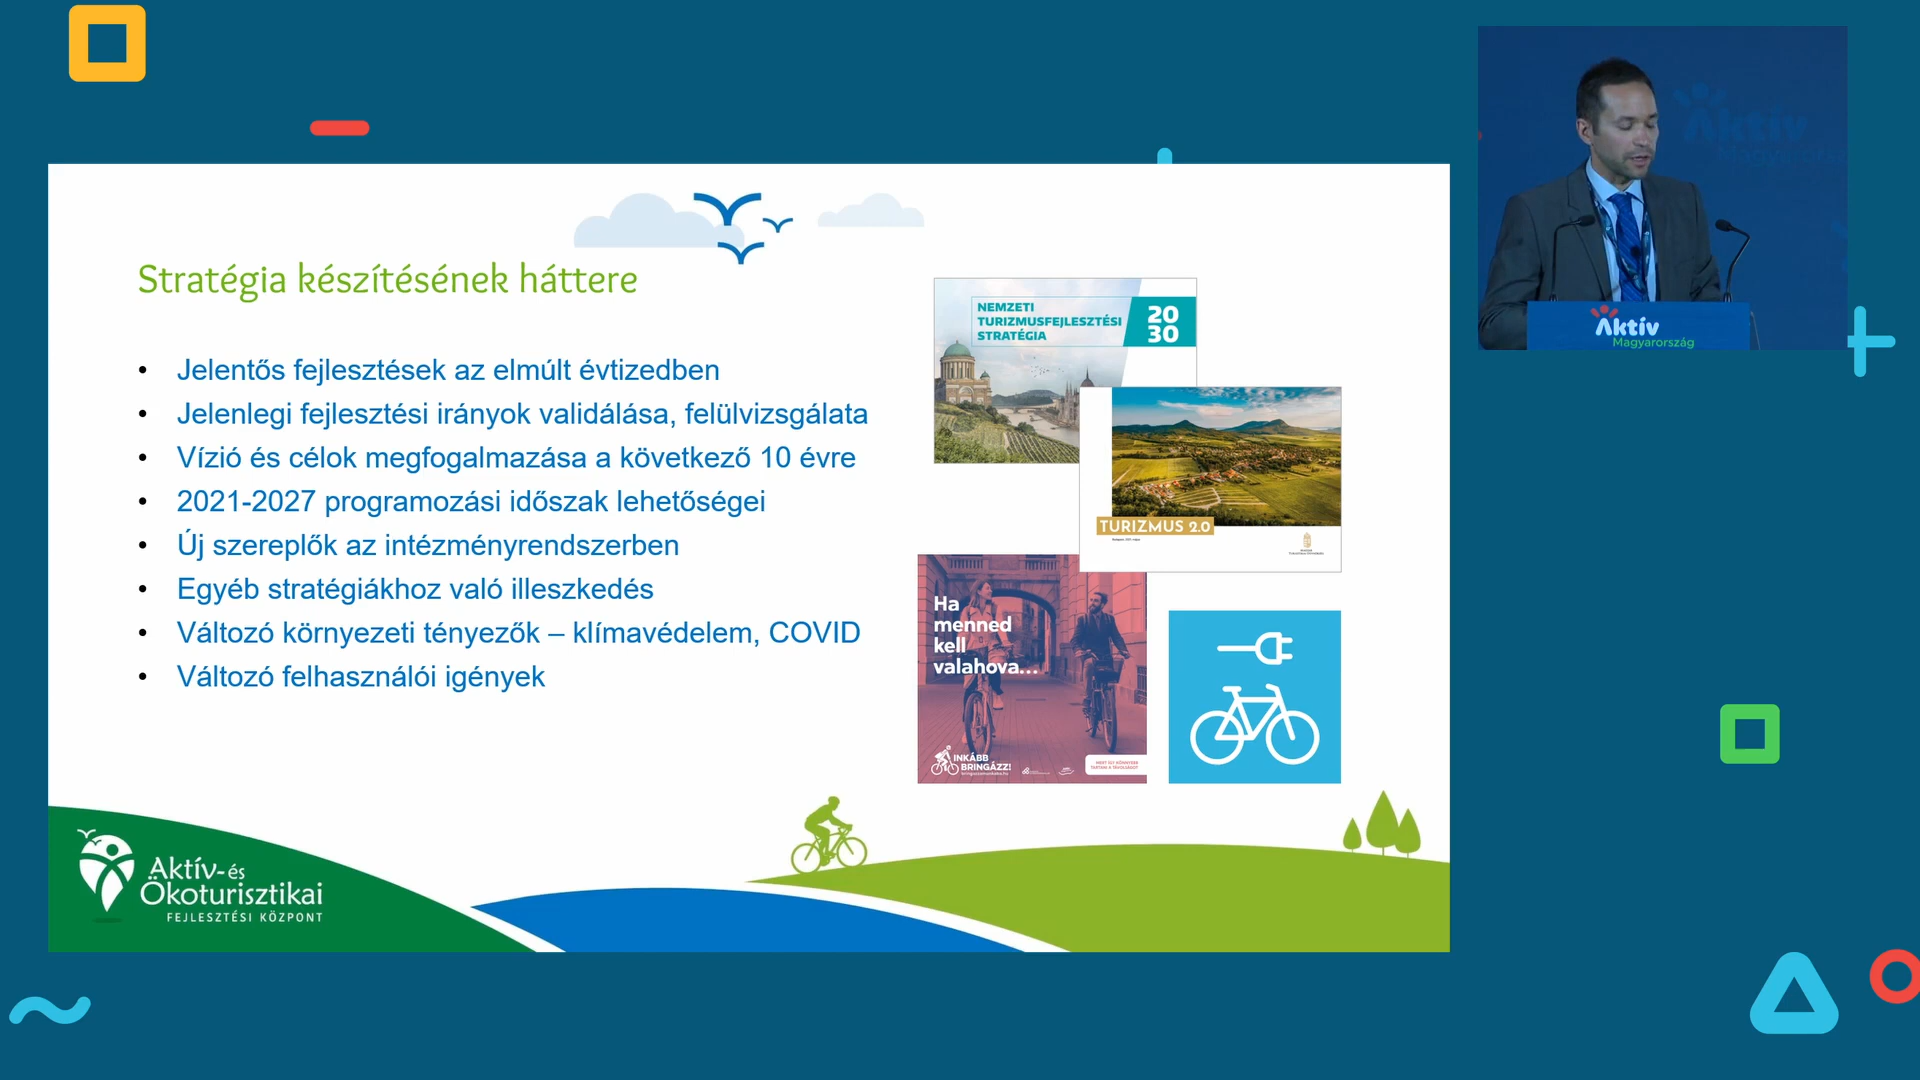 Stratégia készítésének háttere
• Jelentős fejlesztések az elmúlt évtizedben
• Jelenlegi fejlesztési irányok validálása, felülvizsgálata
• Vízió és célok megfogalmazása a következő 10 évre
• 2021-2027 programozási időszak lehetőségei
• Új szereplők az intézményrendszerben
• Egyéb stratégiákhoz való illeszkedés
• Változó környezeti tényezők – klímavédelem, COVID
• Változó felhasználói igények
NEMZETI
TURIZMUSFEJLESZTÉSI
STRATÉGIA
20
30
TURIZMUS 2.0
Ha
menned
kell
valahova...
INKÁBB
BRINGÁZZ!
Aktív- és
Ökoturisztikai
FEJLESZTÉSI KÖZPONT
Aktív
Magyarország
Aktív
Magyarország